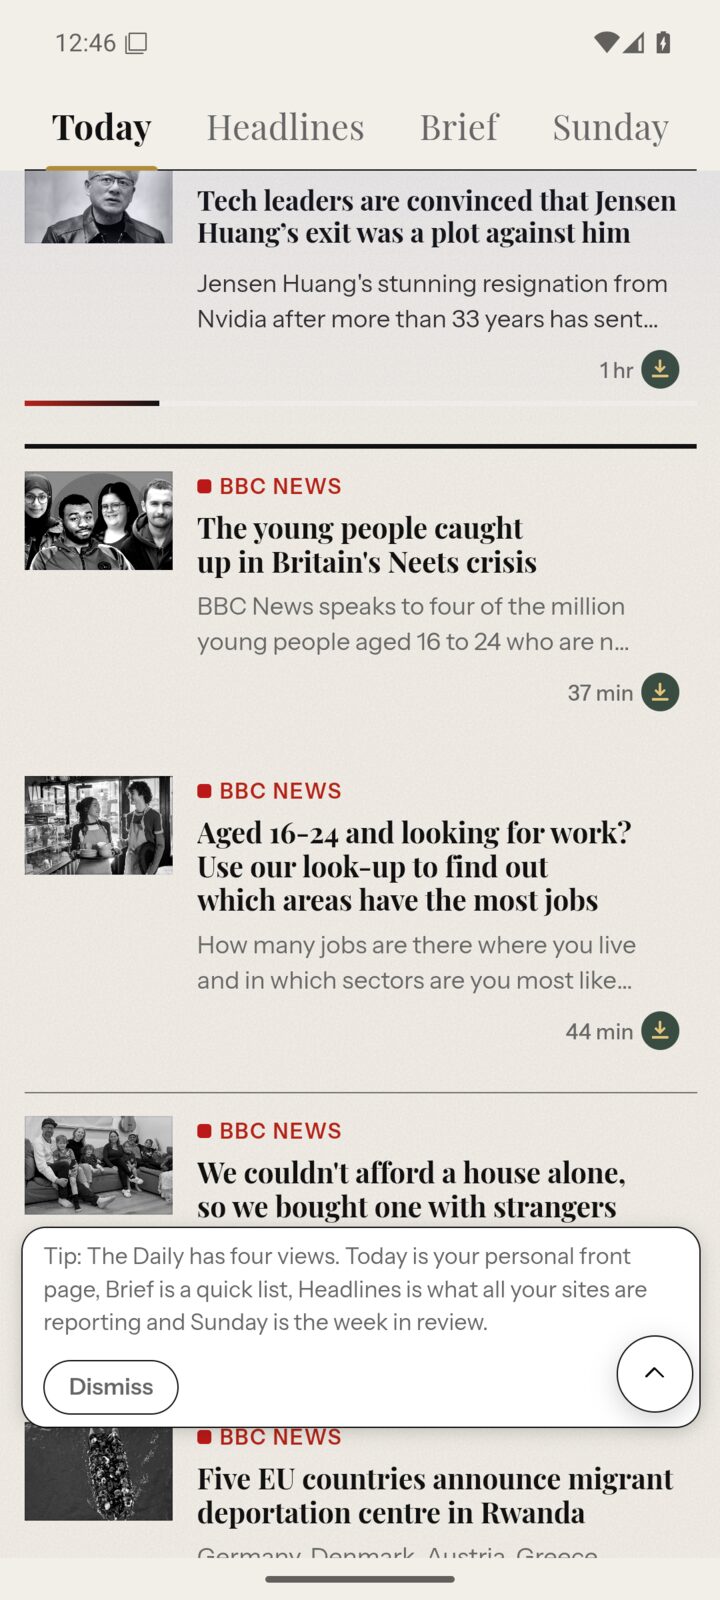 12:46
Today Headlines Brief Sunday
Tech leaders are convinced that Jensen
Huang’s exit was a plot against him
Jensen Huang's stunning resignation from
Nvidia after more than 33 years has sent...
1 hr
BBC NEWS
The young people caught
up in Britain's Neets crisis
BBC News speaks to four of the million
young people aged 16 to 24 who are n...
37 min
BBC NEWS
Aged 16-24 and looking for work?
Use our look-up to find out
which areas have the most jobs
How many jobs are there where you live
and in which sectors are you most like...
44 min
BBC NEWS
We couldn't afford a house alone,
so we bought one with strangers
Tip: The Daily has four views. Today is your personal front
page, Brief is a quick list, Headlines is what all your sites are
reporting and Sunday is the week in review.
Dismiss
BBC NEWS
Five EU countries announce migrant
deportation centre in Rwanda
Germany, Denmark, Austria, Greece